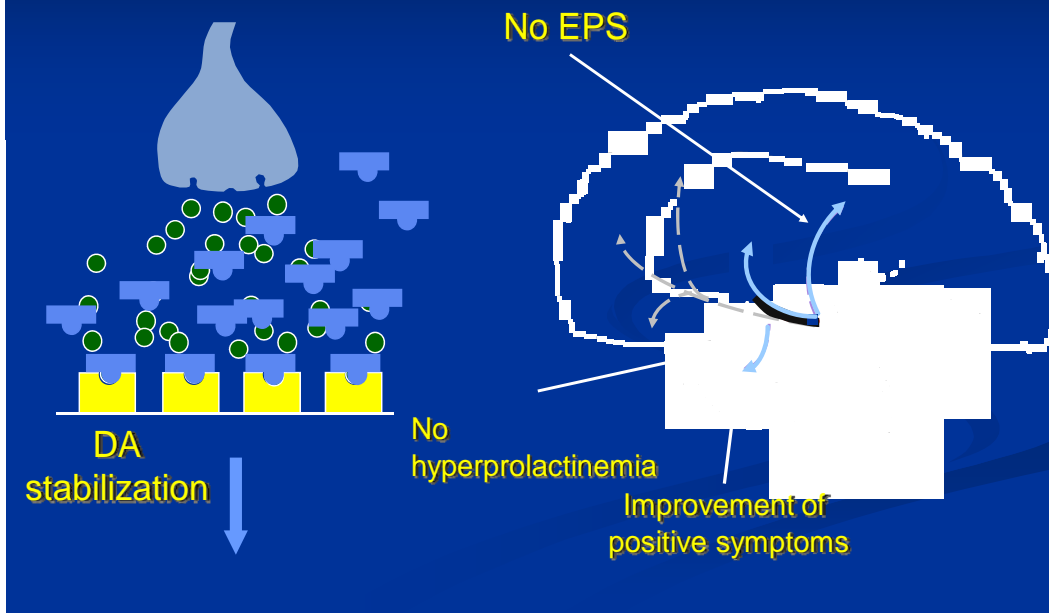 No EPS
DA
stabilization
No
hyperprolactinemia
Improvement of
positive symptoms